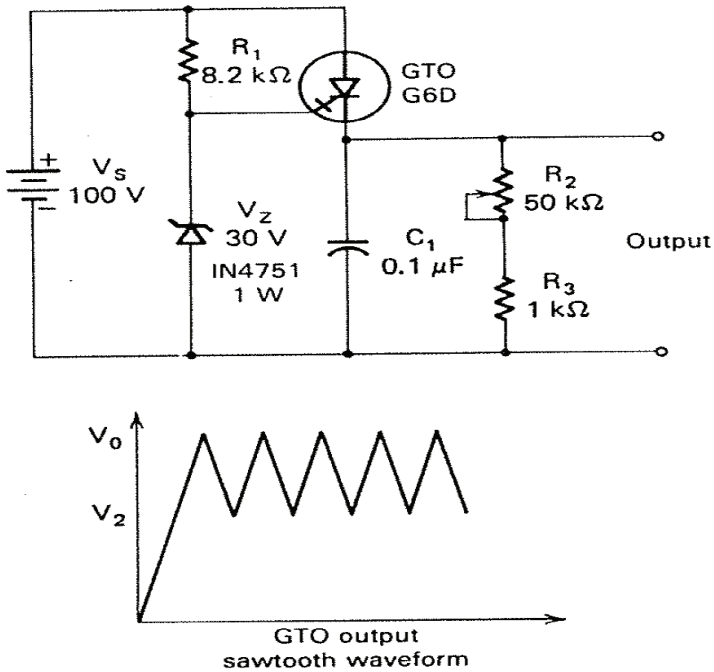 R1
8.2 kΩ
GTO
G6D
+
VS
100 V
−
VZ
30 V
IN4751
1 W
C1
0.1 μF
R2
50 kΩ
Output
R3
1 kΩ
V0
V2
GTO output
sawtooth waveform